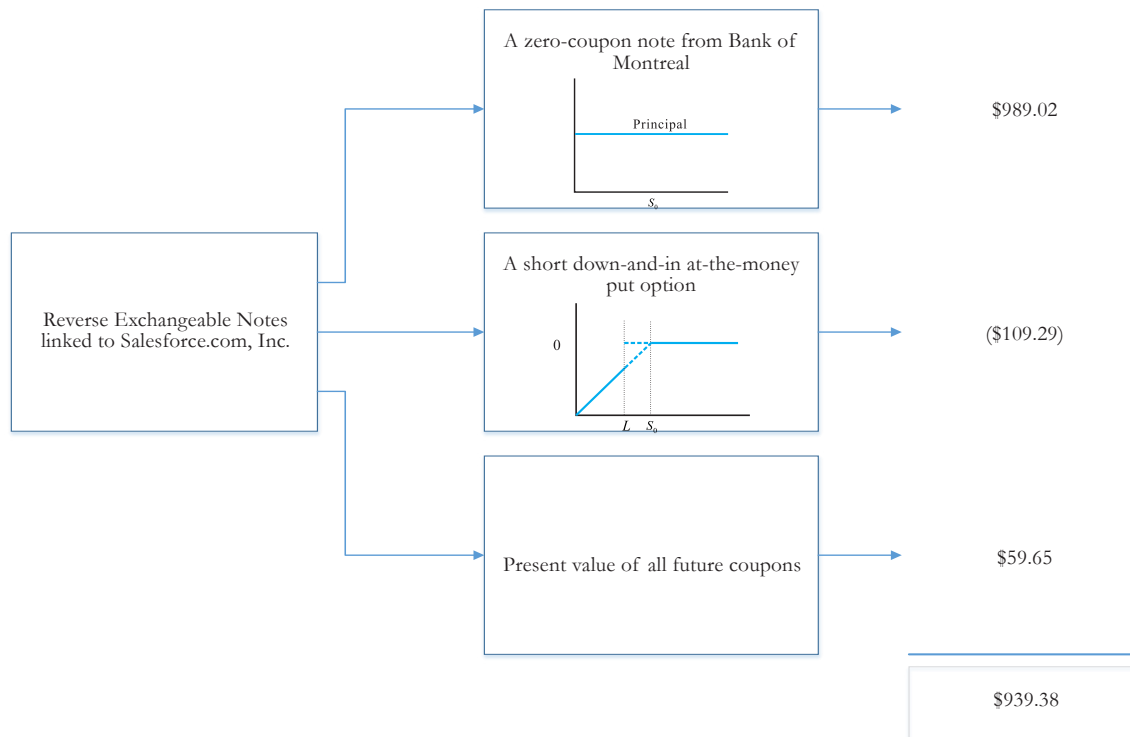 A zero-coupon note from Bank of
Montreal
Principal
S₀
$989.02
Reverse Exchangeable Notes
linked to Salesforce.com, Inc.
A short down-and-in at-the-money
put option
0
L S₀
($109.29)
Present value of all future coupons
$59.65
$939.38